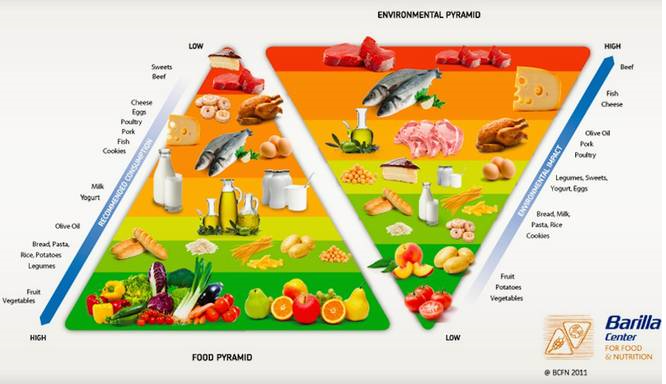 ENVIRONMENTAL PYRAMID
LOW
HIGH
Sweets
Beef
Cheese
Eggs
Poultry
Pork
Fish
Cookies
Milk
Yogurt
Olive Oil
Bread, Pasta,
Rice, Potatoes
Legumes
Fruit
Vegetables
HIGH
RECOMMENDED CONSUMPTION
Beef
Fish
Cheese
Olive Oil
Pork
Poultry
Legumes, Sweets,
Yogurt, Eggs
Bread, Milk,
Pasta, Rice
Cookies
Fruit
Potatoes
Vegetables
ENVIRONMENTAL IMPACT
LOW
FOOD PYRAMID
Barilla
Center
FOR FOOD
& NUTRITION
@ BCFN 2011